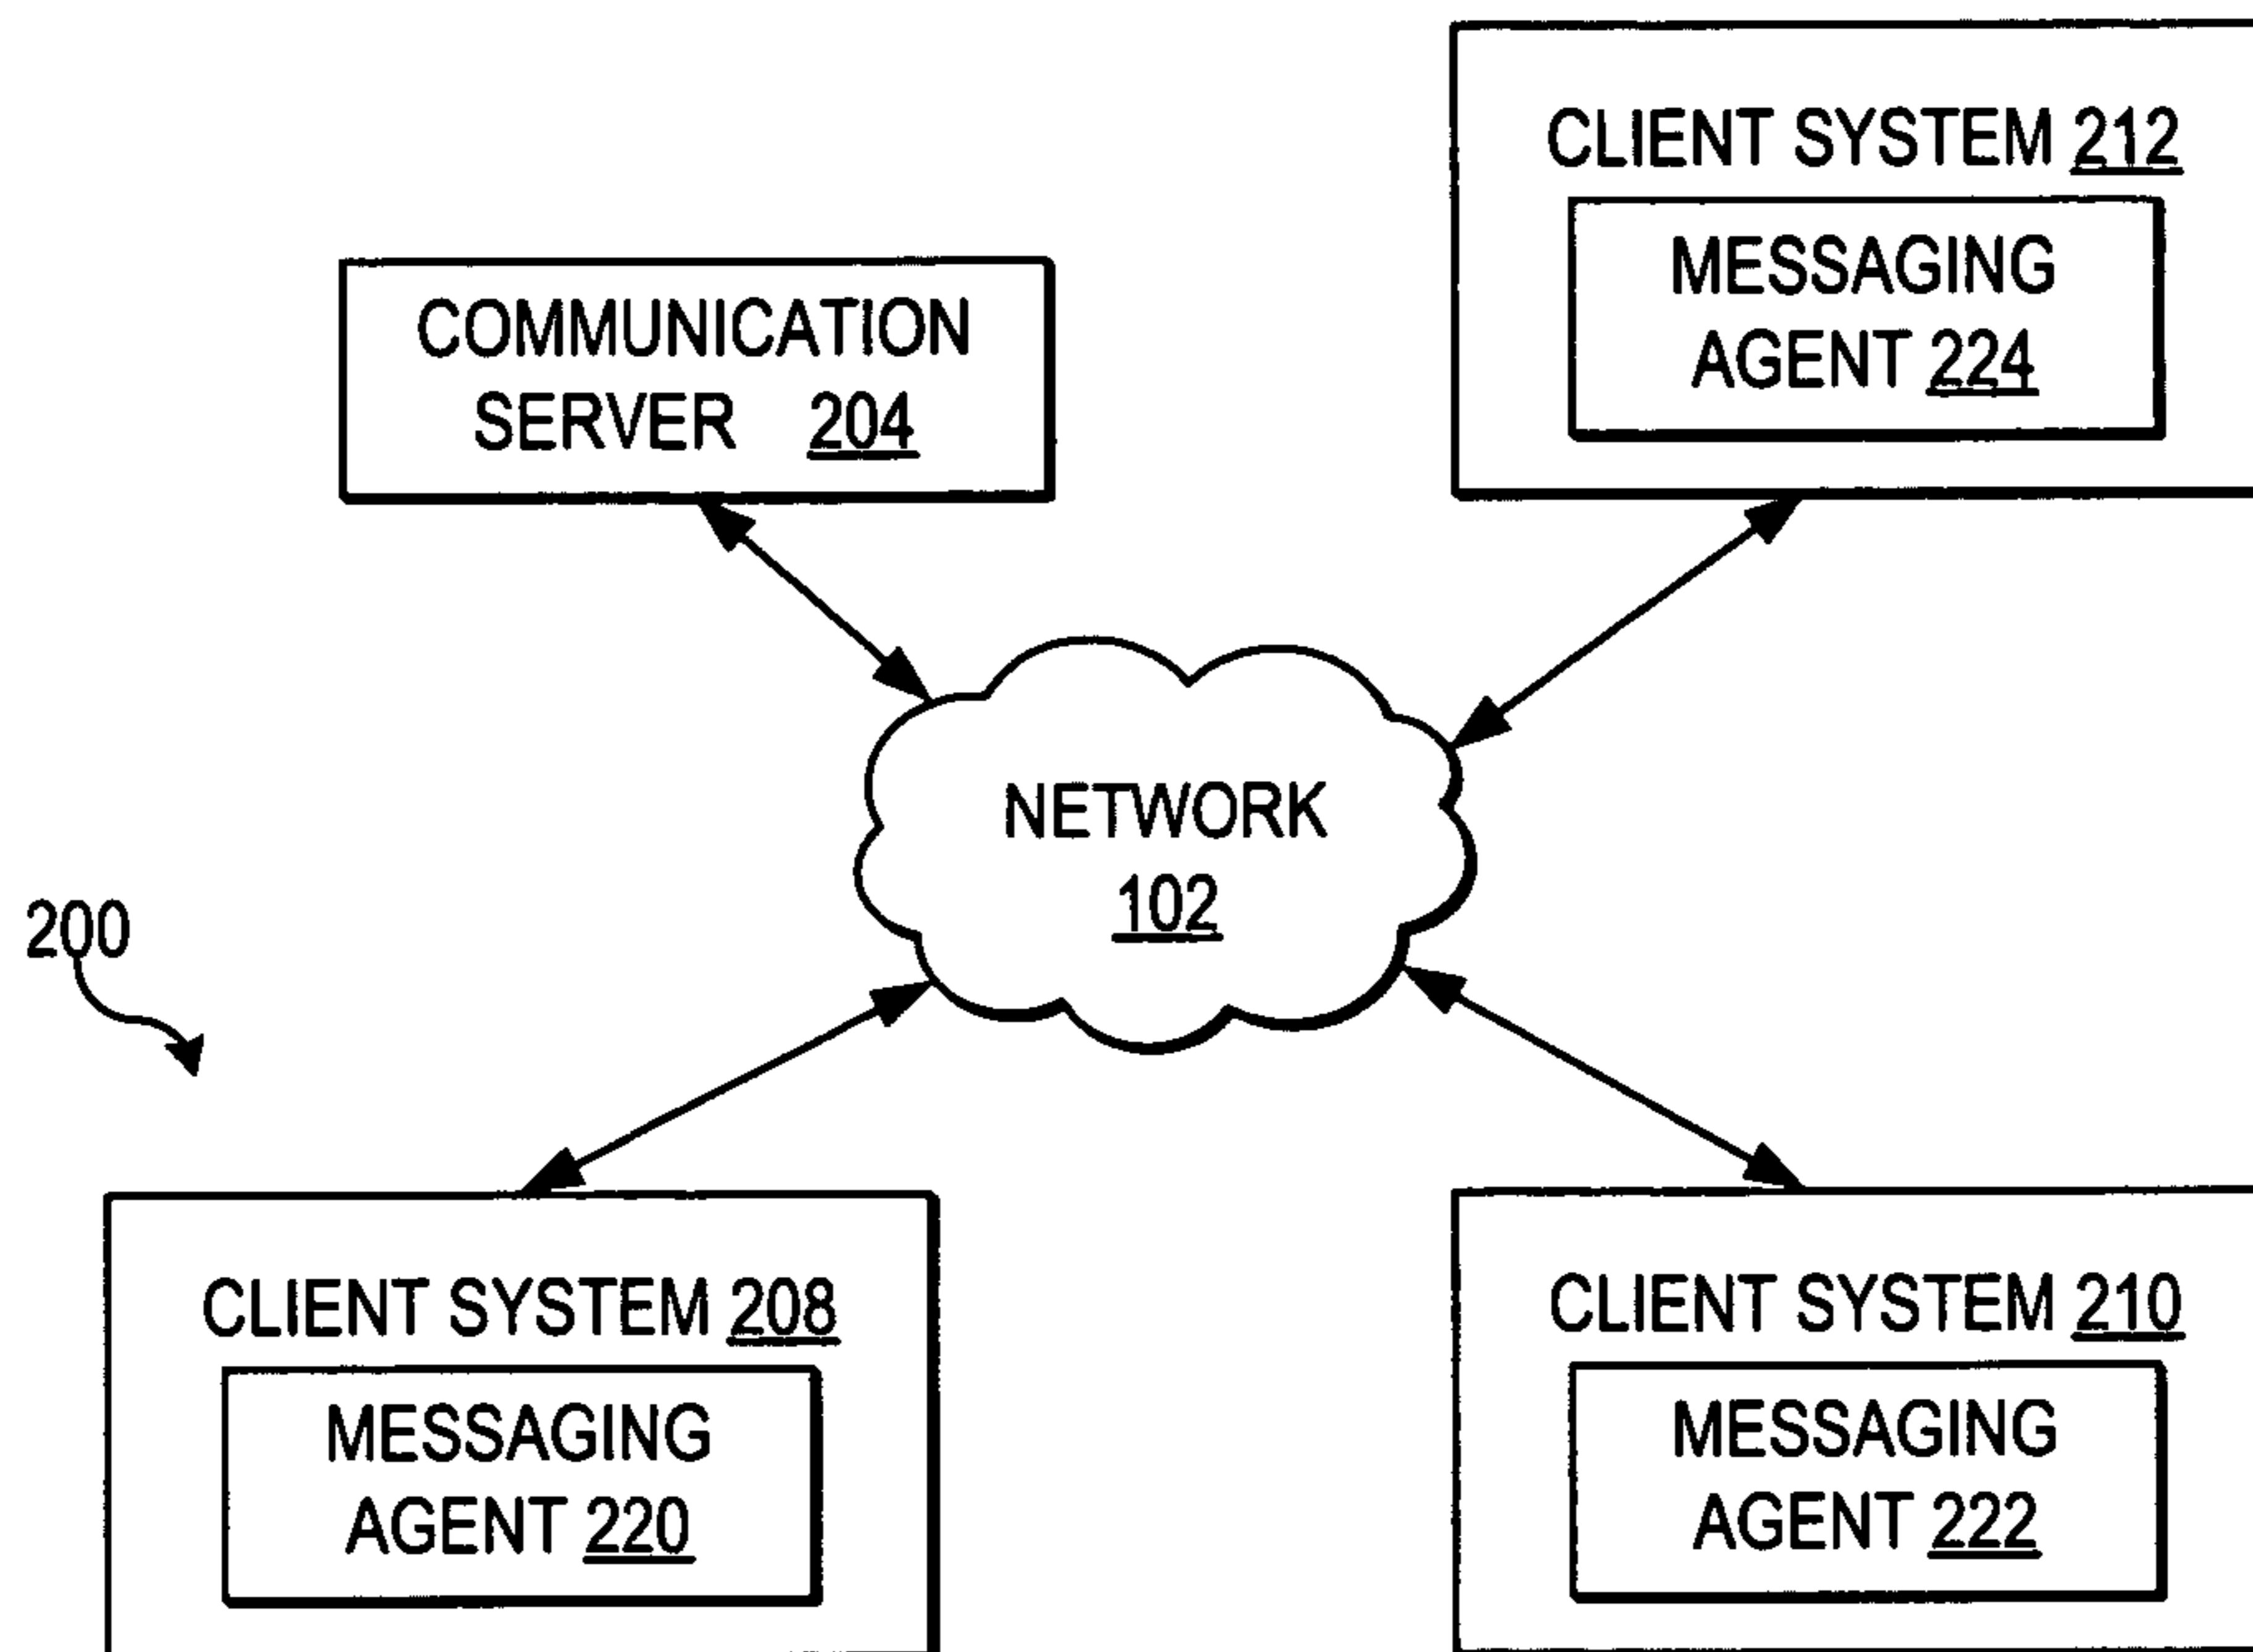 CLIENT SYSTEM 212
MESSAGING
AGENT 224
COMMUNICATION
SERVER 204
NETWORK
102
200
CLIENT SYSTEM 208
MESSAGING
AGENT 220
CLIENT SYSTEM 210
MESSAGING
AGENT 222